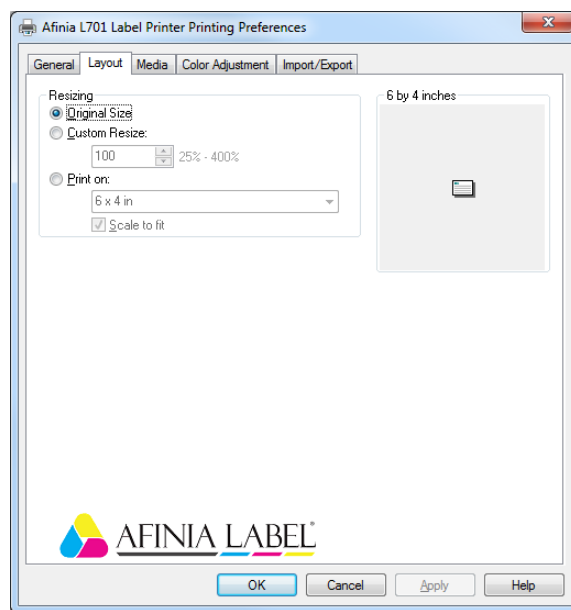 Afinia L701 Label Printer Printing Preferences
General Layout Media Color Adjustment Import/Export
Resizing
Original Size
Custom Resize:
100 25% - 400%
Print on:
6 x 4 in
Scale to fit
6 by 4 inches
AFINIA LABEL®
OK Cancel Apply Help